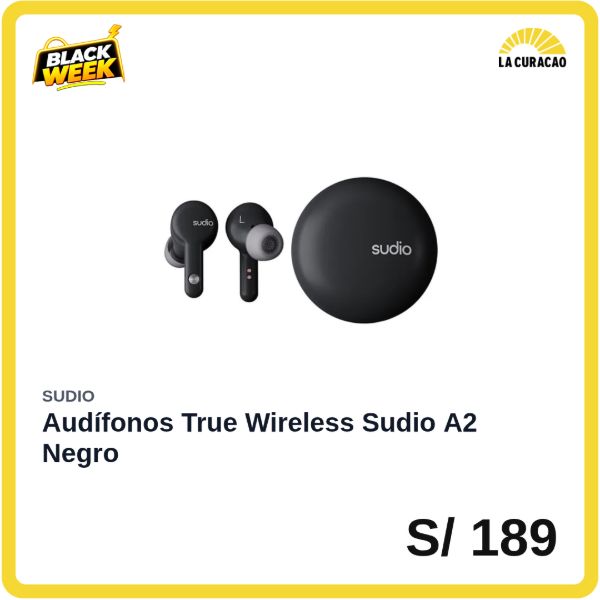 BLACK
WEEK
LA CURACAO
sudio
L
sudio
SUDIO
Audífonos True Wireless Sudio A2
Negro
S/ 189